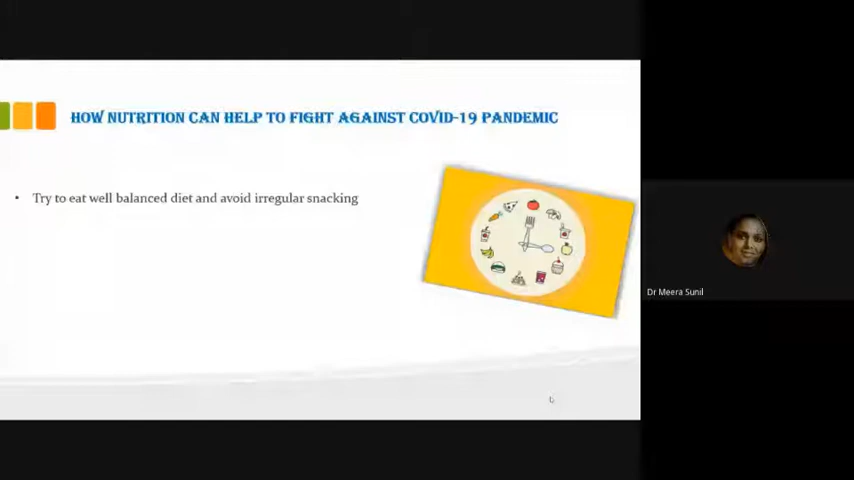 HOW NUTRITION CAN HELP TO FIGHT AGAINST COVID-19 PANDEMIC
• Try to eat well balanced diet and avoid irregular snacking
Dr Meera Sunil